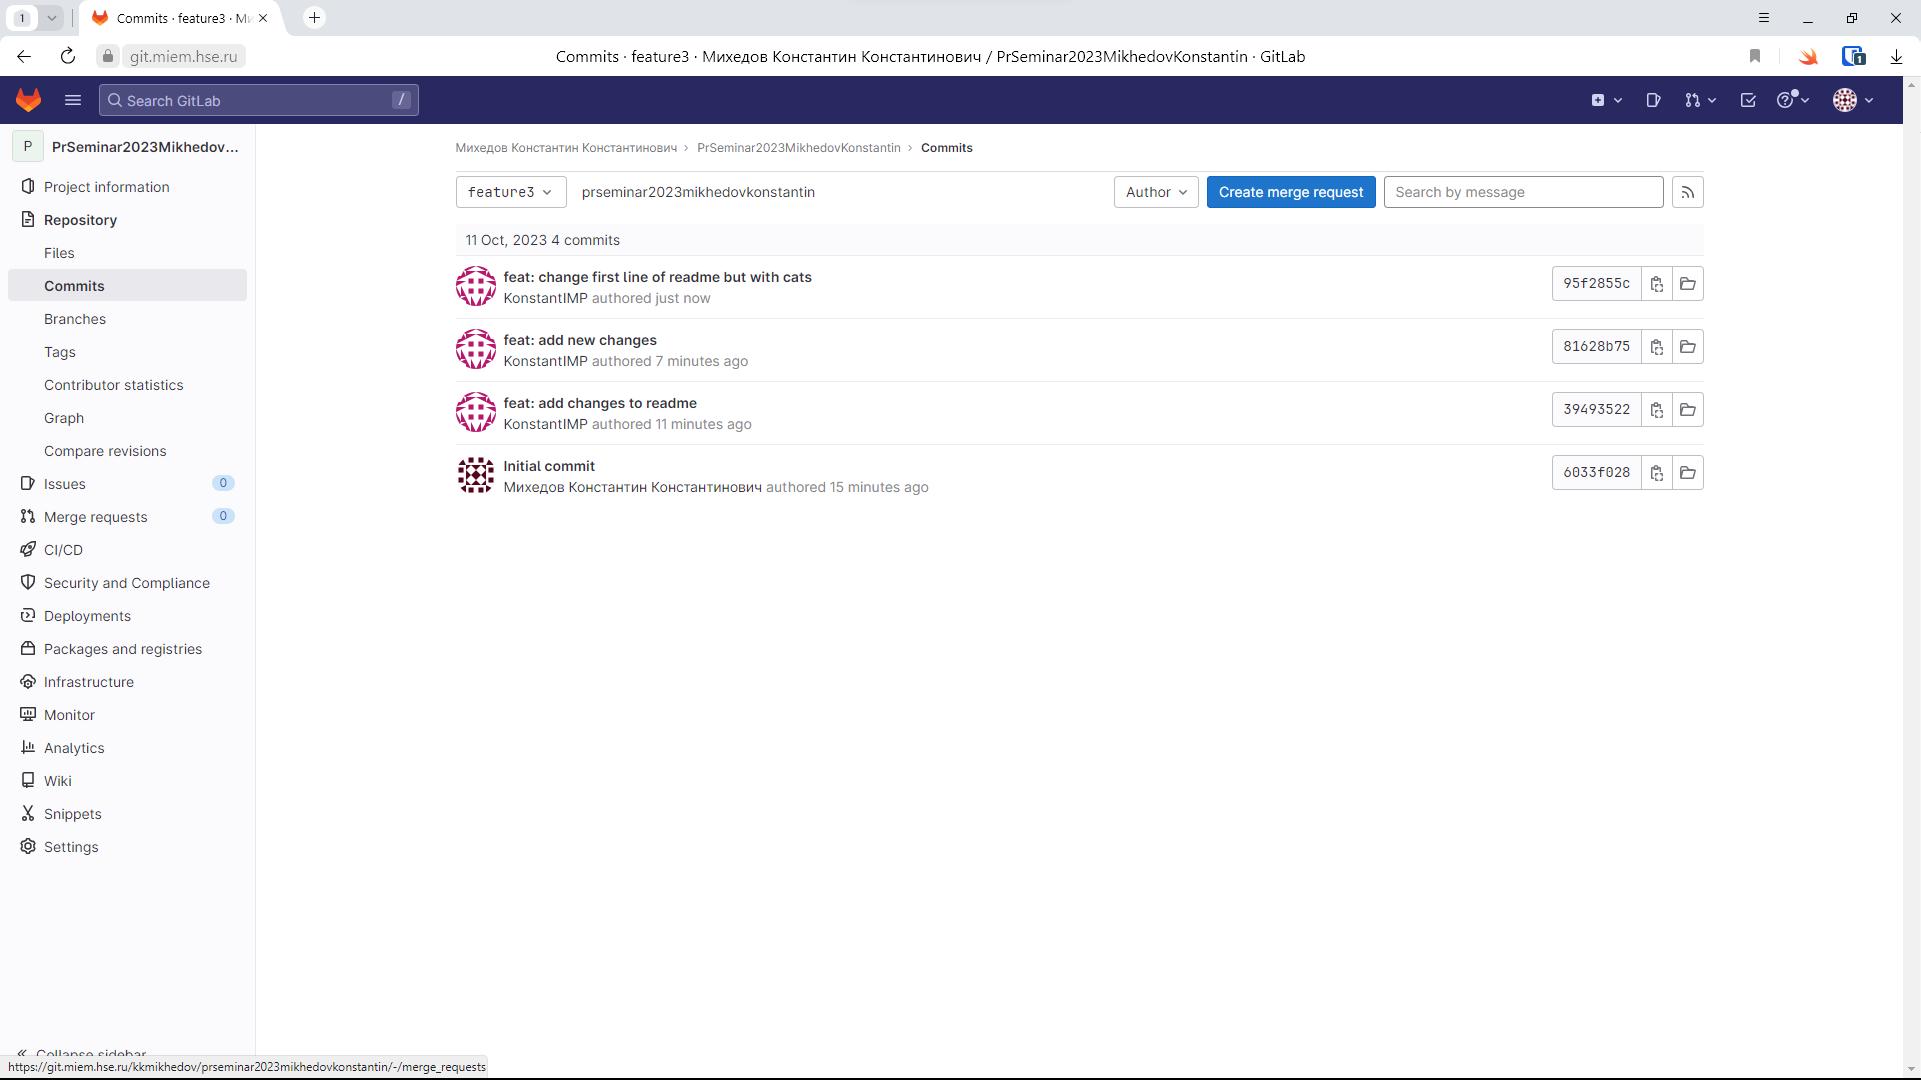 1
Commits · feature3 · Ми
git.miem.hse.ru
Commits · feature3 · Михедов Константин Константинович / PrSeminar2023MikhedovKonstantin · GitLab
1
Search GitLab /
P PrSeminar2023Mikhedov...
Project information
Repository
Files
Commits
Branches
Tags
Contributor statistics
Graph
Compare revisions
Issues 0
Merge requests 0
CI/CD
Security and Compliance
Deployments
Packages and registries
Infrastructure
Monitor
Analytics
Wiki
Snippets
Settings
Collapse sidebar
https://git.miem.hse.ru/kkmikhedov/prseminar2023mikhedovkonstantin/-/merge_requests
Михедов Константин Константинович › PrSeminar2023MikhedovKonstantin › Commits
feature3 prseminar2023mikhedovkonstantin Author Create merge request Search by message
11 Oct, 2023 4 commits
feat: change first line of readme but with cats
KonstantIMP authored just now
95f2855c
feat: add new changes
KonstantIMP authored 7 minutes ago
81628b75
feat: add changes to readme
KonstantIMP authored 11 minutes ago
39493522
Initial commit
Михедов Константин Константинович authored 15 minutes ago
6033f028